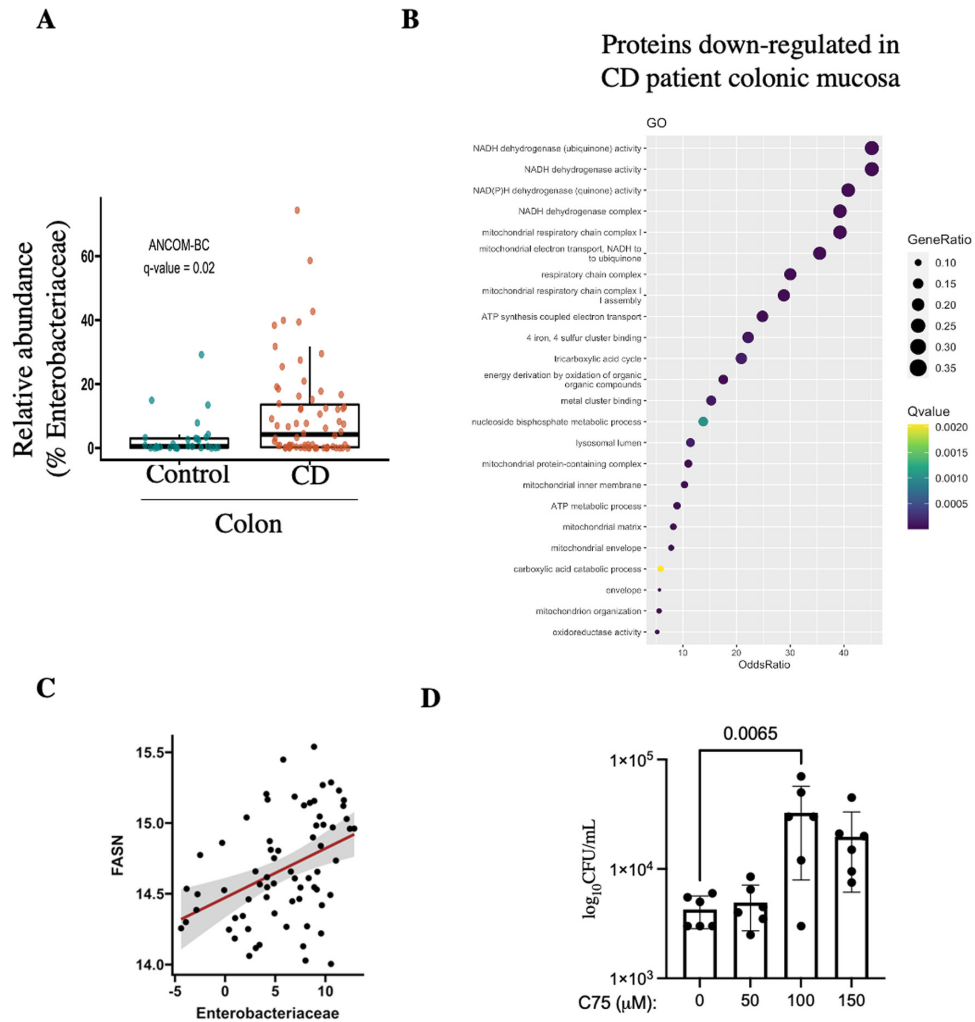 A
Relative abundance
(% Enterobacteriaceae)
60
40
20
0
ANCOM-BC
q-value = 0.02
Control
CD
Colon
B
Proteins down-regulated in
CD patient colonic mucosa
GO
NADH dehydrogenase (ubiquinone) activity
NADH dehydrogenase activity
NAD(P)H dehydrogenase (quinone) activity
NADH dehydrogenase complex
mitochondrial respiratory chain complex I
mitochondrial electron transport, NADH to
to ubiquinone
respiratory chain complex
mitochondrial respiratory chain complex I
I assembly
ATP synthesis coupled electron transport
4 iron, 4 sulfur cluster binding
tricarboxylic acid cycle
energy derivation by oxidation of organic
organic compounds
metal cluster binding
nucleoside bisphosphate metabolic process
lysosomal lumen
mitochondrial protein-containing complex
mitochondrial inner membrane
ATP metabolic process
mitochondrial matrix
mitochondrial envelope
carboxylic acid catabolic process
envelope
mitochondrion organization
oxidoreductase activity
10
20
30
40
OddsRatio
GeneRatio
0.10
0.15
0.20
0.25
0.30
0.35
Qvalue
0.0020
0.0015
0.0010
0.0005
C
FASN
15.5
15.0
14.5
14.0
-5
0
5
10
Enterobacteriaceae
D
log10CFU/mL
1×10⁵
1×10⁴
1×10³
0.0065
C75 (μM):
0
50
100
150